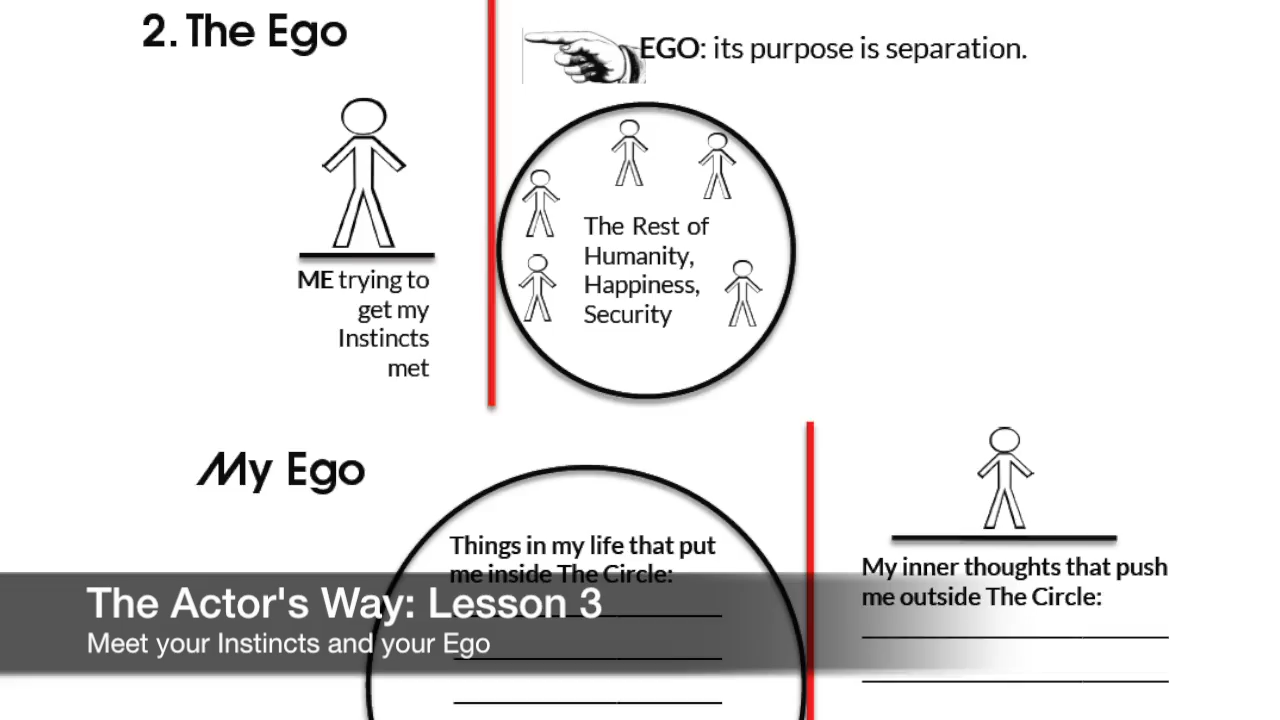 2. The Ego
EGO: its purpose is separation.
The Rest of
Humanity,
Happiness,
Security
ME trying to
get my
Instincts
met
My Ego
Things in my life that put
me inside The Circle:
My inner thoughts that push
me outside The Circle:
The Actor's Way: Lesson 3
Meet your Instincts and your Ego